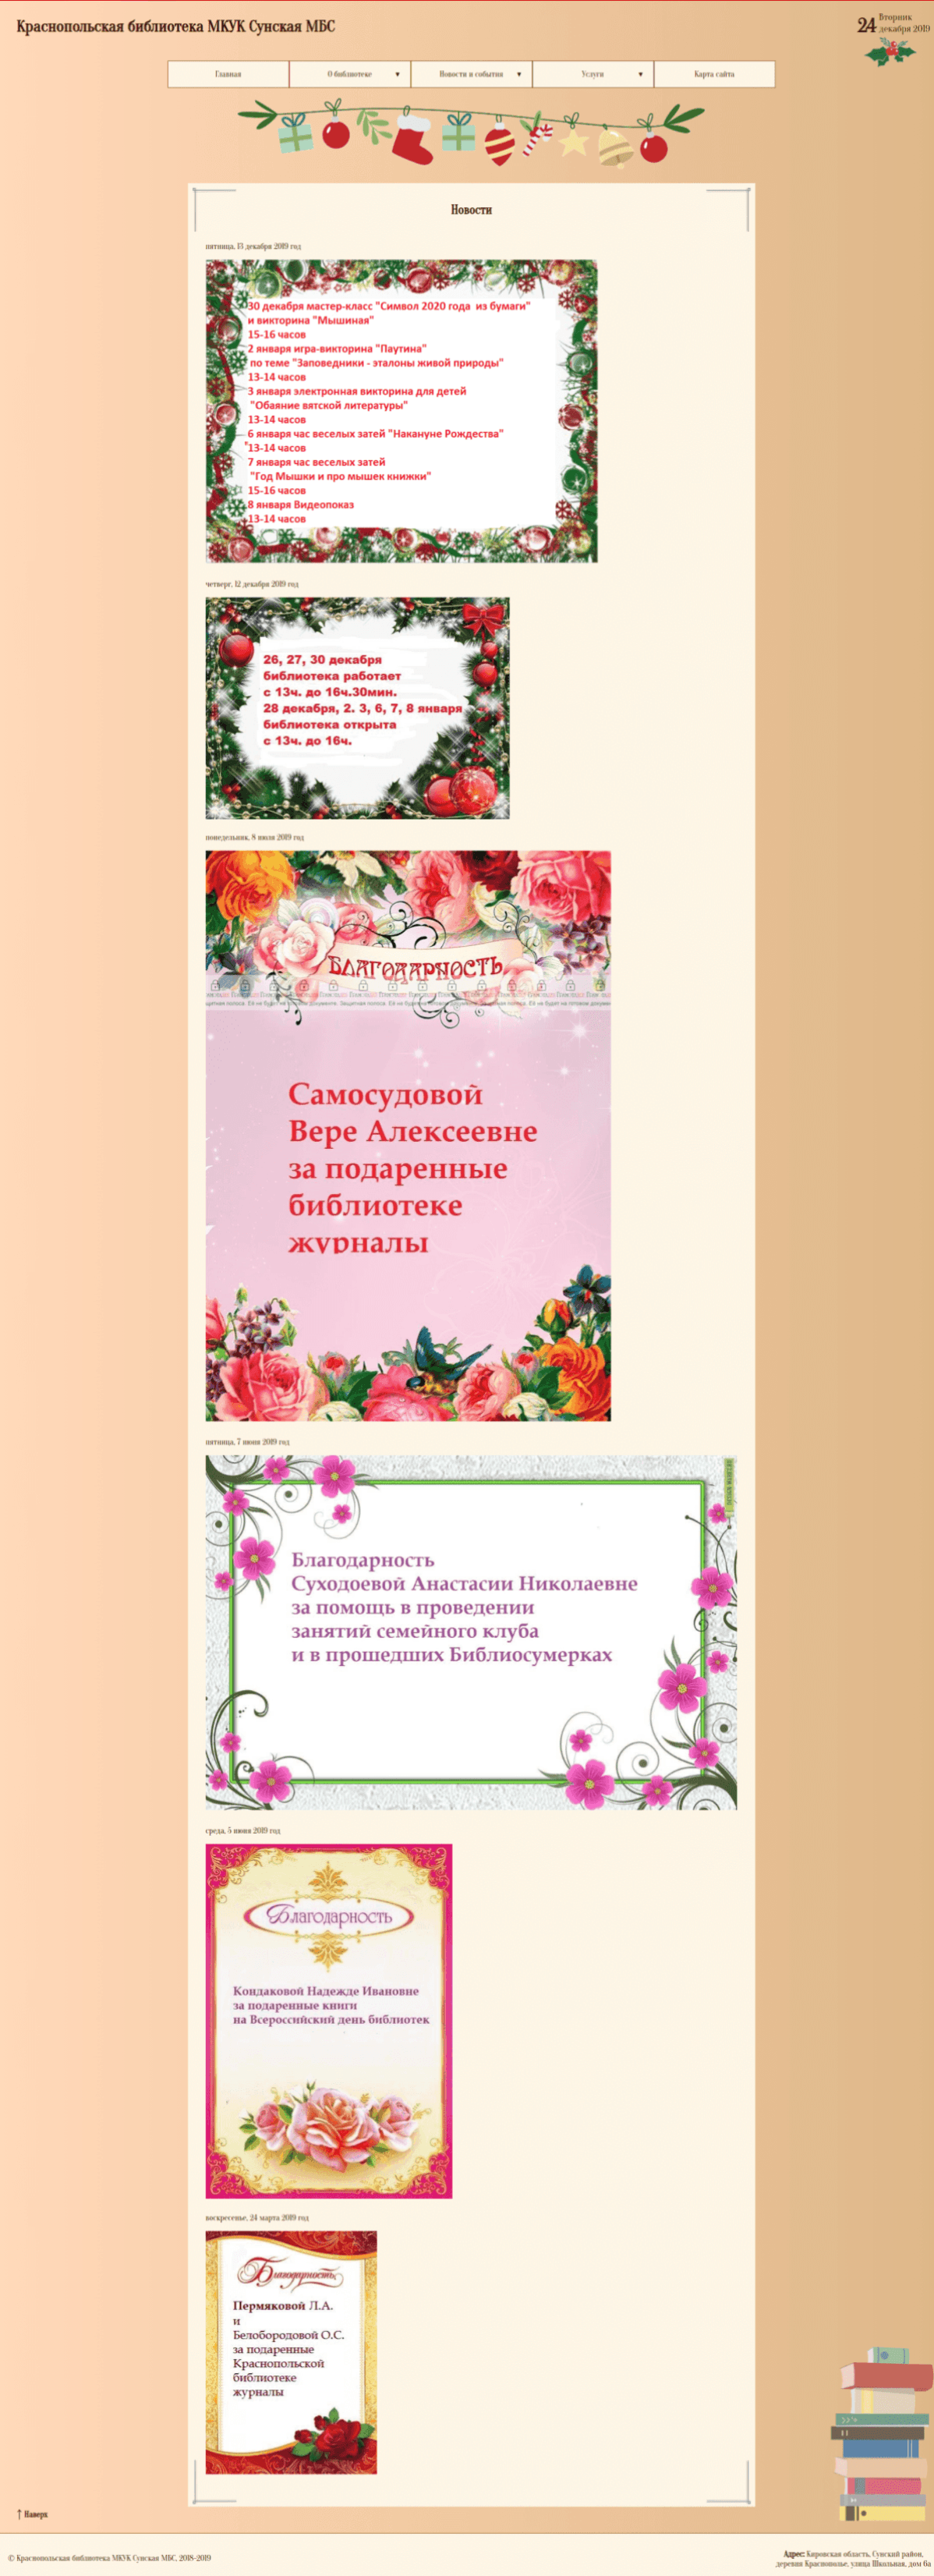 Краснопольская библиотека МКУК Сунская МБС
24 Вторник
декабря 2019
Главная
О библиотеке ▼
Новости и события ▼
Услуги ▼
Карта сайта
Новости
пятница, 13 декабря 2019 год
30 декабря мастер-класс "Символ 2020 года из бумаги"
и викторина "Мышиная"
15-16 часов
2 января игра-викторина "Паутина"
по теме "Заповедники - эталоны живой природы"
13-14 часов
3 января электронная викторина для детей
"Обаяние вятской литературы"
13-14 часов
6 января час веселых затей "Накануне Рождества"
13-14 часов
7 января час веселых затей
"Год Мышки и про мышек книжки"
15-16 часов
8 января Видеопоказ
13-14 часов
четверг, 12 декабря 2019 год
26, 27, 30 декабря
библиотека работает
с 13ч. до 16ч.30мин.
28 декабря, 2. 3, 6, 7, 8 января
библиотека открыта
с 13ч. до 16ч.
понедельник, 8 июля 2019 год
БЛАГОДАРНОСТЬ
Самосудовой
Вере Алексеевне
за подаренные
библиотеке
журналы
пятница, 7 июня 2019 год
Благодарность
Суходоевой Анастасии Николаевне
за помощь в проведении
занятий семейного клуба
и в прошедших Библиосумерках
среда, 5 июня 2019 год
Благодарность
Кондаковой Надежде Ивановне
за подаренные книги
на Всероссийский день библиотек
воскресенье, 24 марта 2019 год
Благодарность
Пермяковой Л.А.
и
Белобородовой О.С.
за подаренные
Краснопольской
библиотеке
журналы
↑ Наверх
© Краснопольская библиотека МКУК Сунская МБС, 2018-2019
Адрес: Кировская область, Сунский район,
деревня Краснополье, улица Школьная, дом 6а